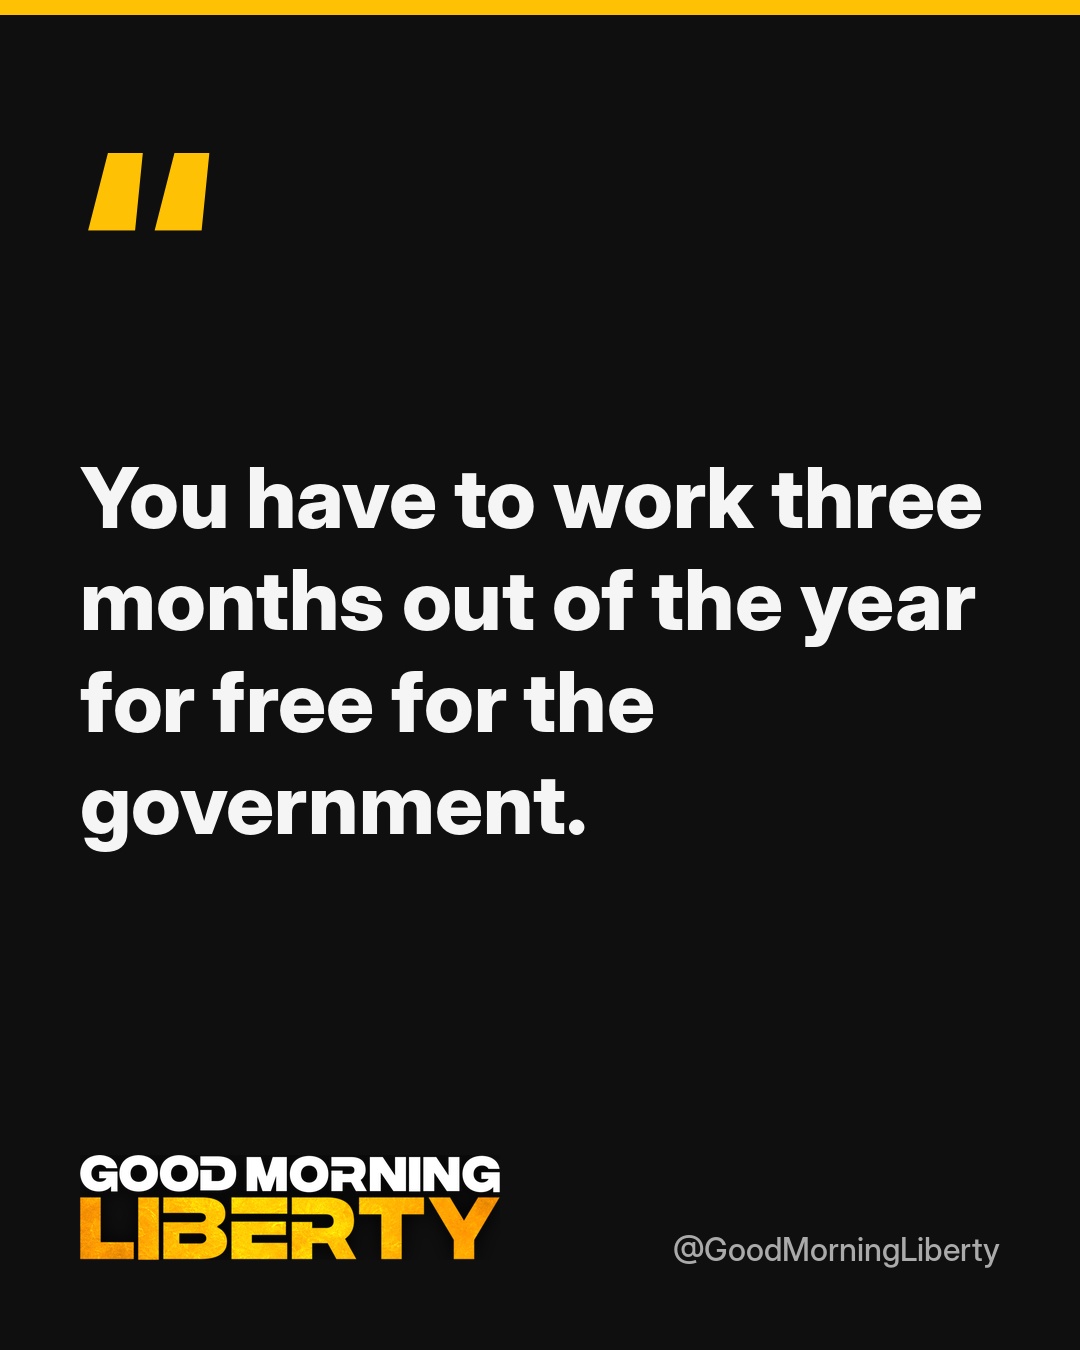 "
You have to work three
months out of the year
for free for the
government.
GOOD MORNING
LIBERTY
@GoodMorningLiberty